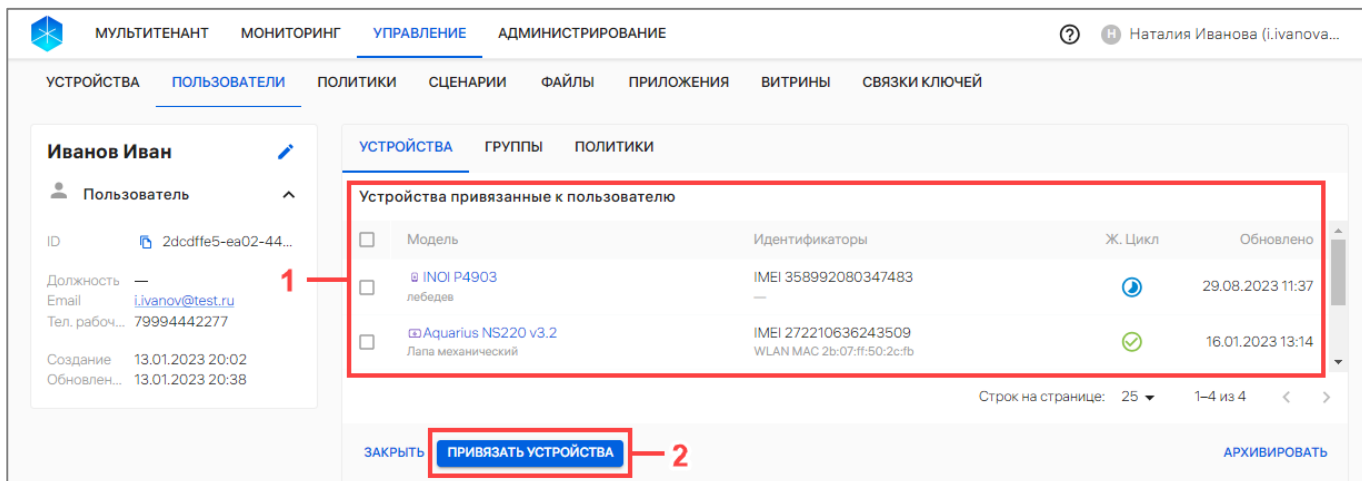 МУЛЬТИТЕНАНТ МОНИТОРИНГ УПРАВЛЕНИЕ АДМИНИСТРИРОВАНИЕ ? Н Наталия Иванова (i.ivanova...
УСТРОЙСТВА ПОЛЬЗОВАТЕЛИ ПОЛИТИКИ СЦЕНАРИИ ФАЙЛЫ ПРИЛОЖЕНИЯ ВИТРИНЫ СВЯЗКИ КЛЮЧЕЙ
Иванов Иван
Пользователь
ID 2dcdffe5-ea02-44...
Должность —
Email i.ivanov@test.ru
Тел. рабоч... 79994442277
Создание 13.01.2023 20:02
Обновлен... 13.01.2023 20:38
УСТРОЙСТВА ГРУППЫ ПОЛИТИКИ
Устройства привязанные к пользователю
Модель Идентификаторы Ж. Цикл Обновлено
1
INOI P4903 IMEI 358992080347483 29.08.2023 11:37
лебедев —
Aquarius NS220 v3.2 IMEI 272210636243509 16.01.2023 13:14
Лапа механический WLAN MAC 2b:07:ff:50:2c:fb
Строк на странице: 25 1–4 из 4 < >
ЗАКРЫТЬ ПРИВЯЗАТЬ УСТРОЙСТВА 2 АРХИВИРОВАТЬ